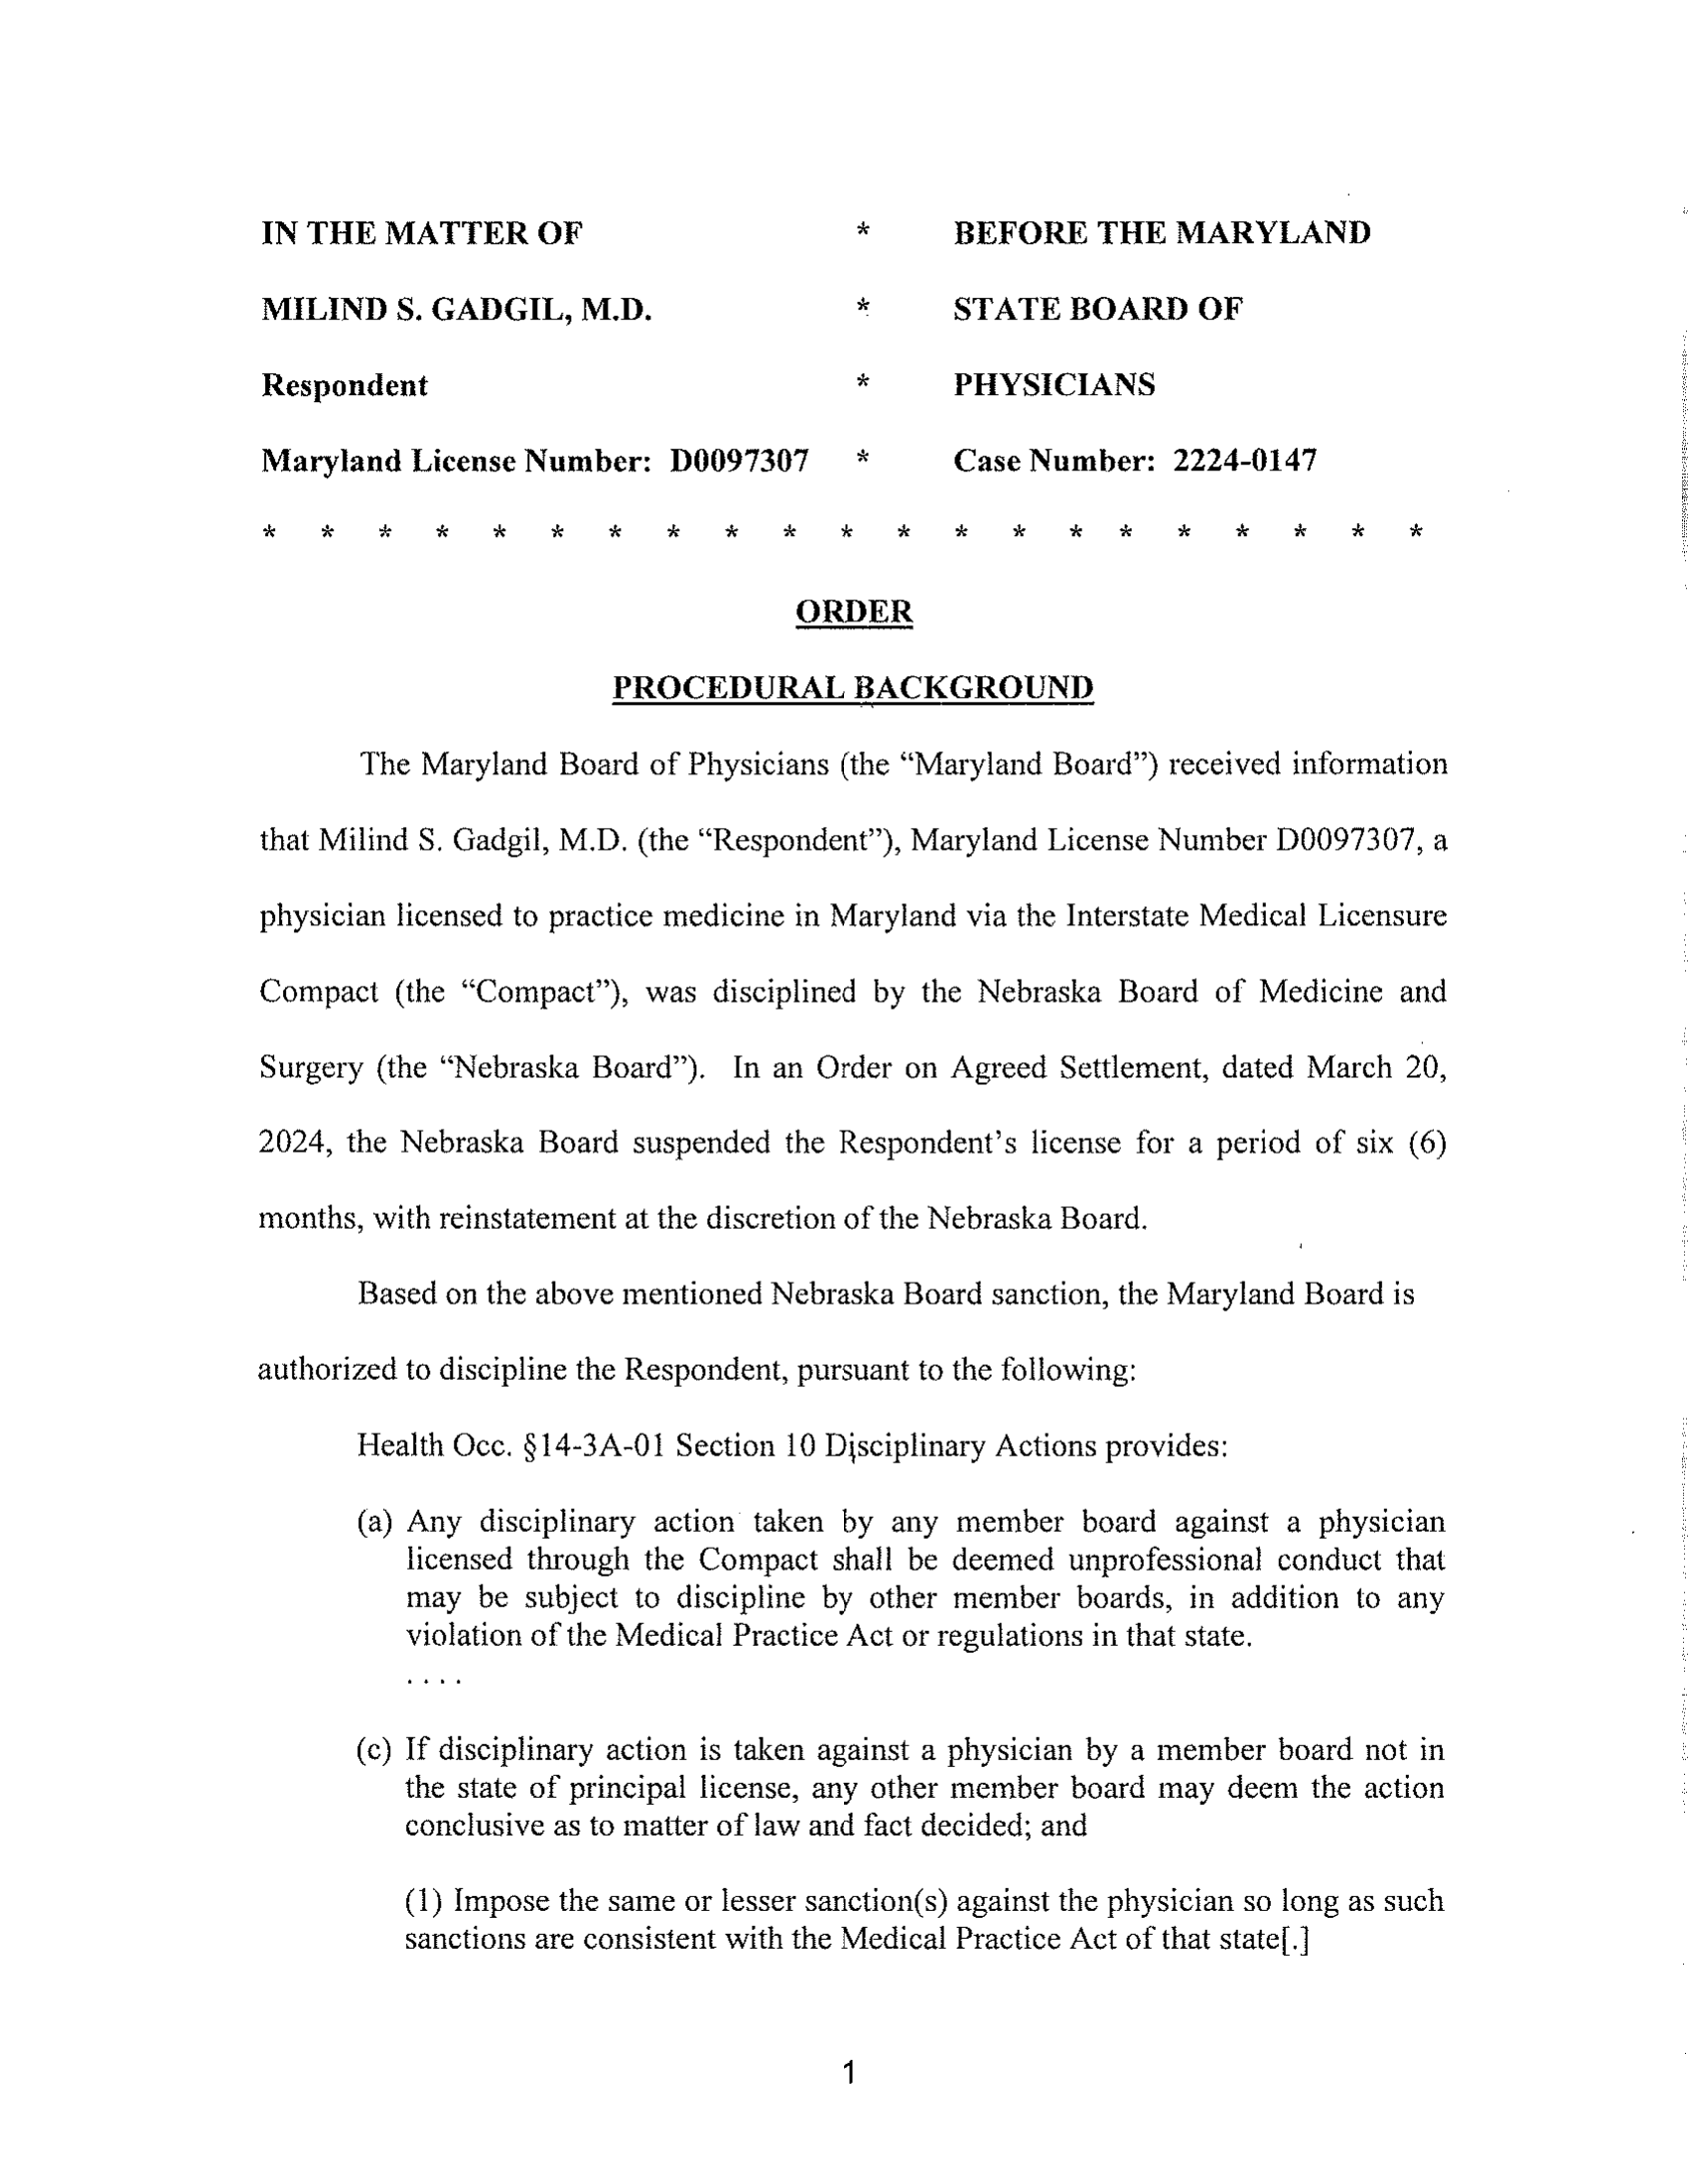 IN THE MATTER OF * BEFORE THE MARYLAND
MILIND S. GADGIL, M.D. * STATE BOARD OF
Respondent * PHYSICIANS
Maryland License Number: D0097307 * Case Number: 2224-0147
* * * * * * * * * * * * * * * * * * * * *
ORDER
PROCEDURAL BACKGROUND
The Maryland Board of Physicians (the “Maryland Board”) received information
that Milind S. Gadgil, M.D. (the “Respondent”), Maryland License Number D0097307, a
physician licensed to practice medicine in Maryland via the Interstate Medical Licensure
Compact (the “Compact”), was disciplined by the Nebraska Board of Medicine and
Surgery (the “Nebraska Board”). In an Order on Agreed Settlement, dated March 20,
2024, the Nebraska Board suspended the Respondent’s license for a period of six (6)
months, with reinstatement at the discretion of the Nebraska Board.
Based on the above mentioned Nebraska Board sanction, the Maryland Board is
authorized to discipline the Respondent, pursuant to the following:
Health Occ. §14-3A-01 Section 10 Disciplinary Actions provides:
(a) Any disciplinary action taken by any member board against a physician
licensed through the Compact shall be deemed unprofessional conduct that
may be subject to discipline by other member boards, in addition to any
violation of the Medical Practice Act or regulations in that state.
. . . .
(c) If disciplinary action is taken against a physician by a member board not in
the state of principal license, any other member board may deem the action
conclusive as to matter of law and fact decided; and
(1) Impose the same or lesser sanction(s) against the physician so long as such
sanctions are consistent with the Medical Practice Act of that state[.]
1